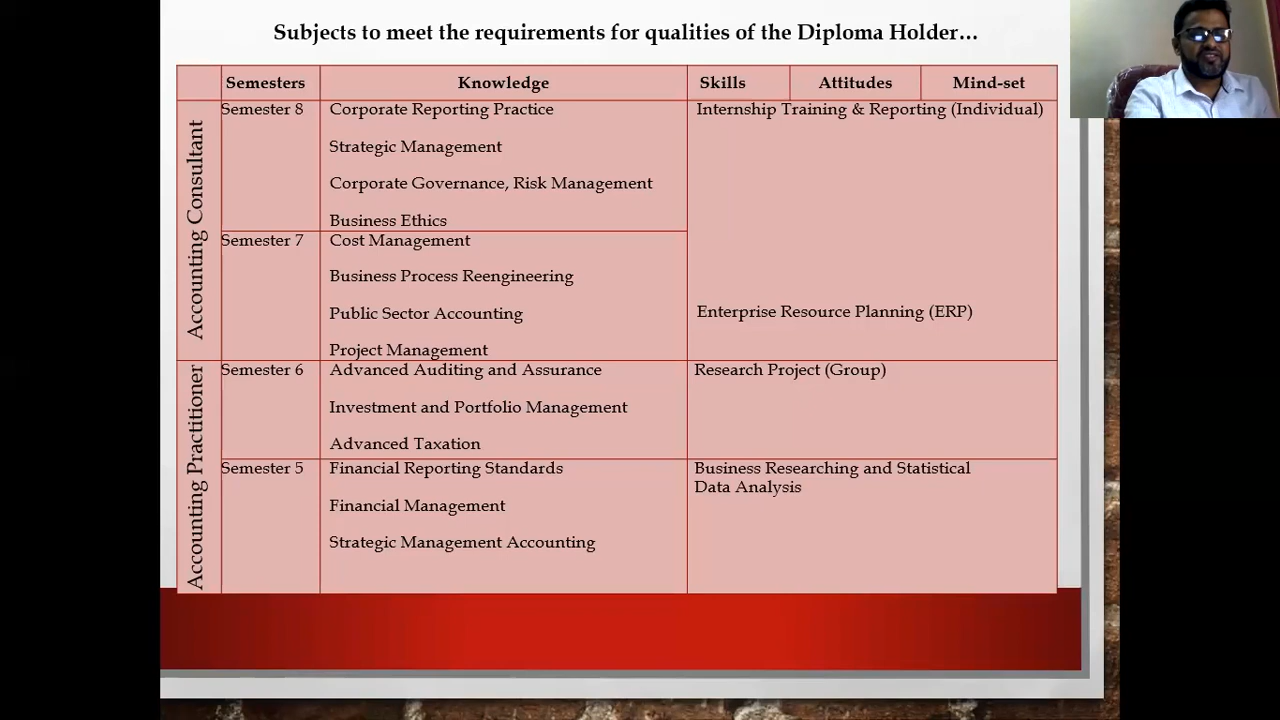 Subjects to meet the requirements for qualities of the Diploma Holder…
Semesters Knowledge Skills Attitudes Mind-set
Accounting Consultant
Semester 8 Corporate Reporting Practice Internship Training & Reporting (Individual)
Strategic Management
Corporate Governance, Risk Management
Business Ethics
Semester 7 Cost Management
Business Process Reengineering
Public Sector Accounting Enterprise Resource Planning (ERP)
Project Management
Accounting Practitioner
Semester 6 Advanced Auditing and Assurance Research Project (Group)
Investment and Portfolio Management
Advanced Taxation
Semester 5 Financial Reporting Standards Business Researching and Statistical
Data Analysis
Financial Management
Strategic Management Accounting